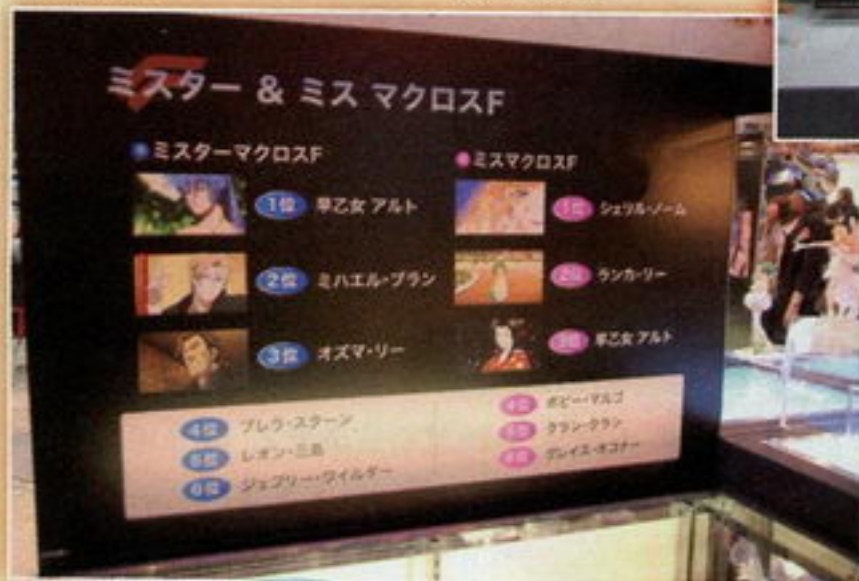 ミスター & ミス マクロスF
ミスターマクロスF
1位 早乙女 アルト
2位 ミハエル・ブラン
3位 オズマ・リー
4位 ブレラ・スターン
5位 レオン・三島
6位 ジェフリー・ワイルダー
ミスマクロスF
1位 シェリル・ノーム
2位 ランカ・リー
3位 早乙女 アルト
4位 ボビー・マルゴ
5位 クラン・クラン
6位 グレイス・オコナー